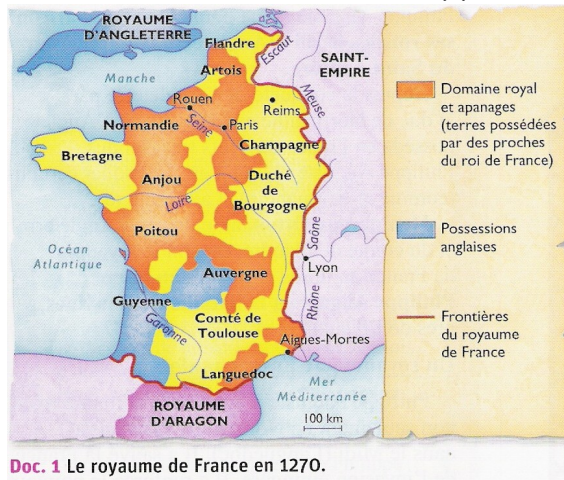 ROYAUME
D'ANGLETERRE
Flandre
Escaut
Artois
SAINT-
EMPIRE
Manche
Rouen
Reims
Meuse
Normandie
Seine
Paris
Champagne
Bretagne
Anjou
Duché
de
Bourgogne
Loire
Poitou
Saône
Océan
Atlantique
Auvergne
Lyon
Guyenne
Rhône
Garonne
Comté de
Toulouse
Aigues-Mortes
Languedoc
Mer
Méditerranée
ROYAUME
D'ARAGON
100 km
Domaine royal
et apanages
(terres possédées
par des proches
du roi de France)
Possessions
anglaises
Frontières
du royaume
de France
Doc. 1 Le royaume de France en 1270.